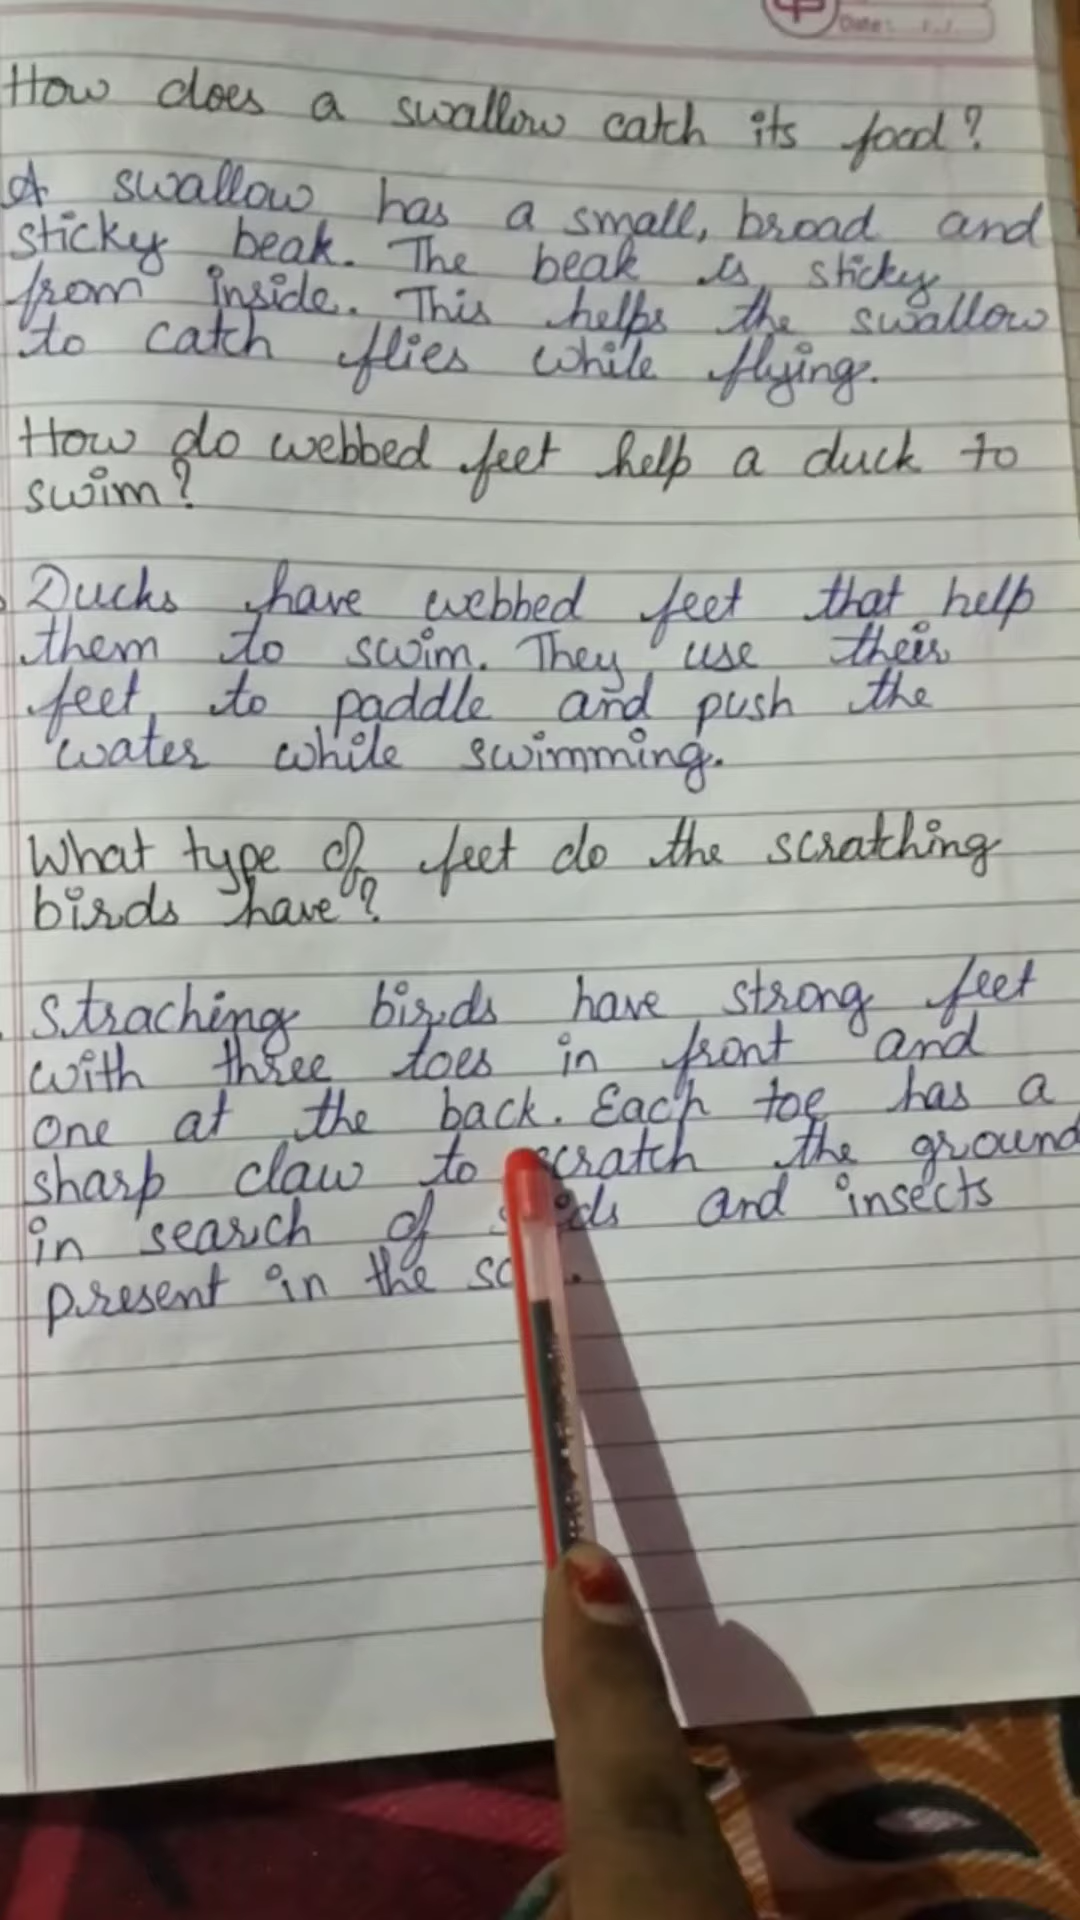 Date:
How does a swallow catch its food?
A swallow has a small, broad and
sticky beak. The beak is sticky
from inside. This helps the swallow
to catch flies while flying.
How do webbed feet help a duck to
swim?
Ducks have webbed feet that help
them to swim. They use their
feet to paddle and push the
water while swimming.
What type of feet do the scratching
birds have?
Straching birds have strong feet
with three toes in front and
one at the back. Each toe has a
sharp claw to scratch the ground
in search of and insects
present in the